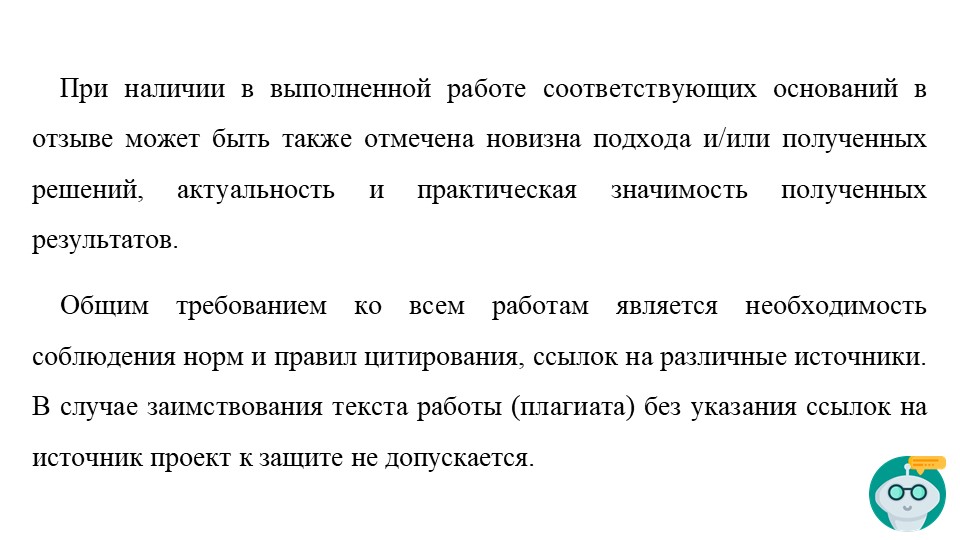 При наличии в выполненной работе соответствующих оснований в
отзыве может быть также отмечена новизна подхода и/или полученных
решений, актуальность и практическая значимость полученных
результатов.
Общим требованием ко всем работам является необходимость
соблюдения норм и правил цитирования, ссылок на различные источники.
В случае заимствования текста работы (плагиата) без указания ссылок на
источник проект к защите не допускается.